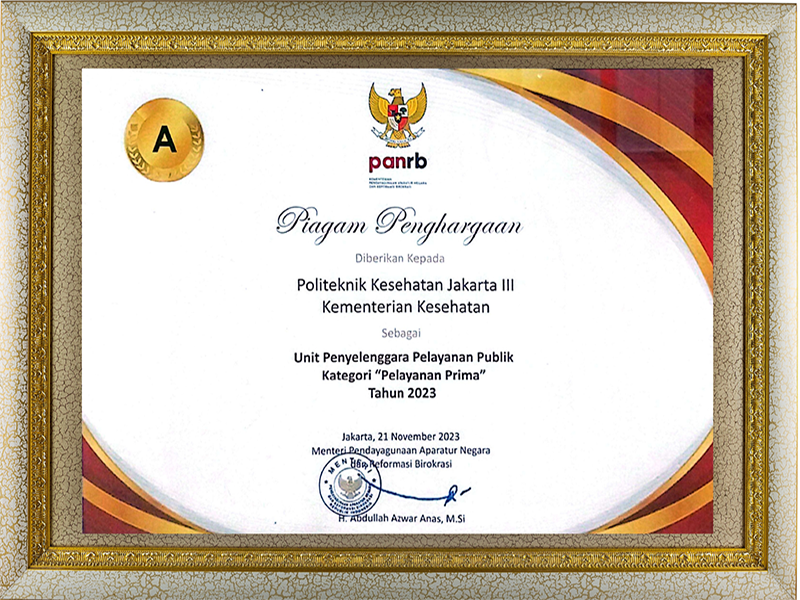 A
panrb
KEMENTERIAN
PENDAYAGUNAAN APARATUR NEGARA
DAN REFORMASI BIROKRASI
Piagam Penghargaan
Diberikan Kepada
Politeknik Kesehatan Jakarta III
Kementerian Kesehatan
Sebagai
Unit Penyelenggara Pelayanan Publik
Kategori “Pelayanan Prima”
Tahun 2023
Jakarta, 21 November 2023
Menteri Pendayagunaan Aparatur Negara
dan Reformasi Birokrasi
MENTERI
H. Abdullah Azwar Anas, M.Si